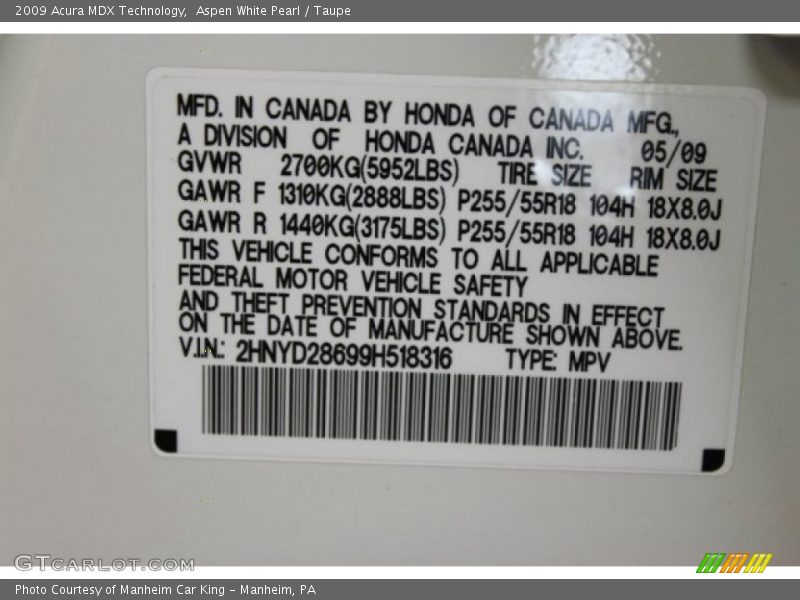 2009 Acura MDX Technology,  Aspen White Pearl / Taupe
MFD. IN CANADA BY HONDA OF CANADA MFG.,
A DIVISION OF HONDA CANADA INC. 05/09
GVWR 2700KG(5952LBS) TIRE SIZE RIM SIZE
GAWR F 1310KG(2888LBS) P255/55R18 104H 18X8.0J
GAWR R 1440KG(3175LBS) P255/55R18 104H 18X8.0J
THIS VEHICLE CONFORMS TO ALL APPLICABLE
FEDERAL MOTOR VEHICLE SAFETY
AND THEFT PREVENTION STANDARDS IN EFFECT
ON THE DATE OF MANUFACTURE SHOWN ABOVE.
V.I.N.: 2HNYD28699H518316 TYPE: MPV
GTCARLOT.COM
Photo Courtesy of Manheim Car King – Manheim, PA